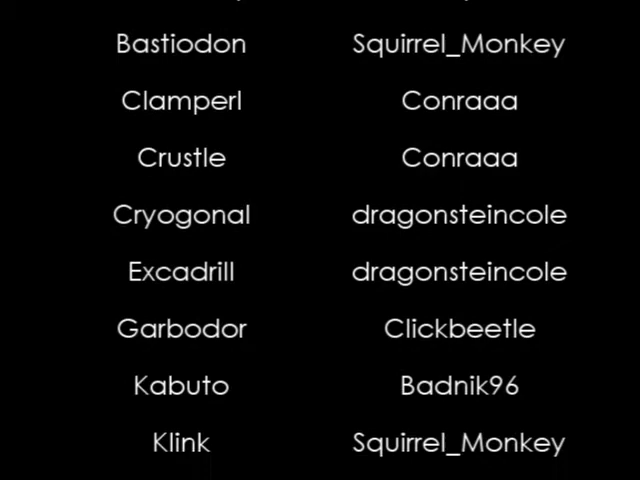 Bastiodon Squirrel_Monkey
Clamperl Conraaa
Crustle Conraaa
Cryogonal dragonsteincole
Excadrill dragonsteincole
Garbodor Clickbeetle
Kabuto Badnik96
Klink Squirrel_Monkey